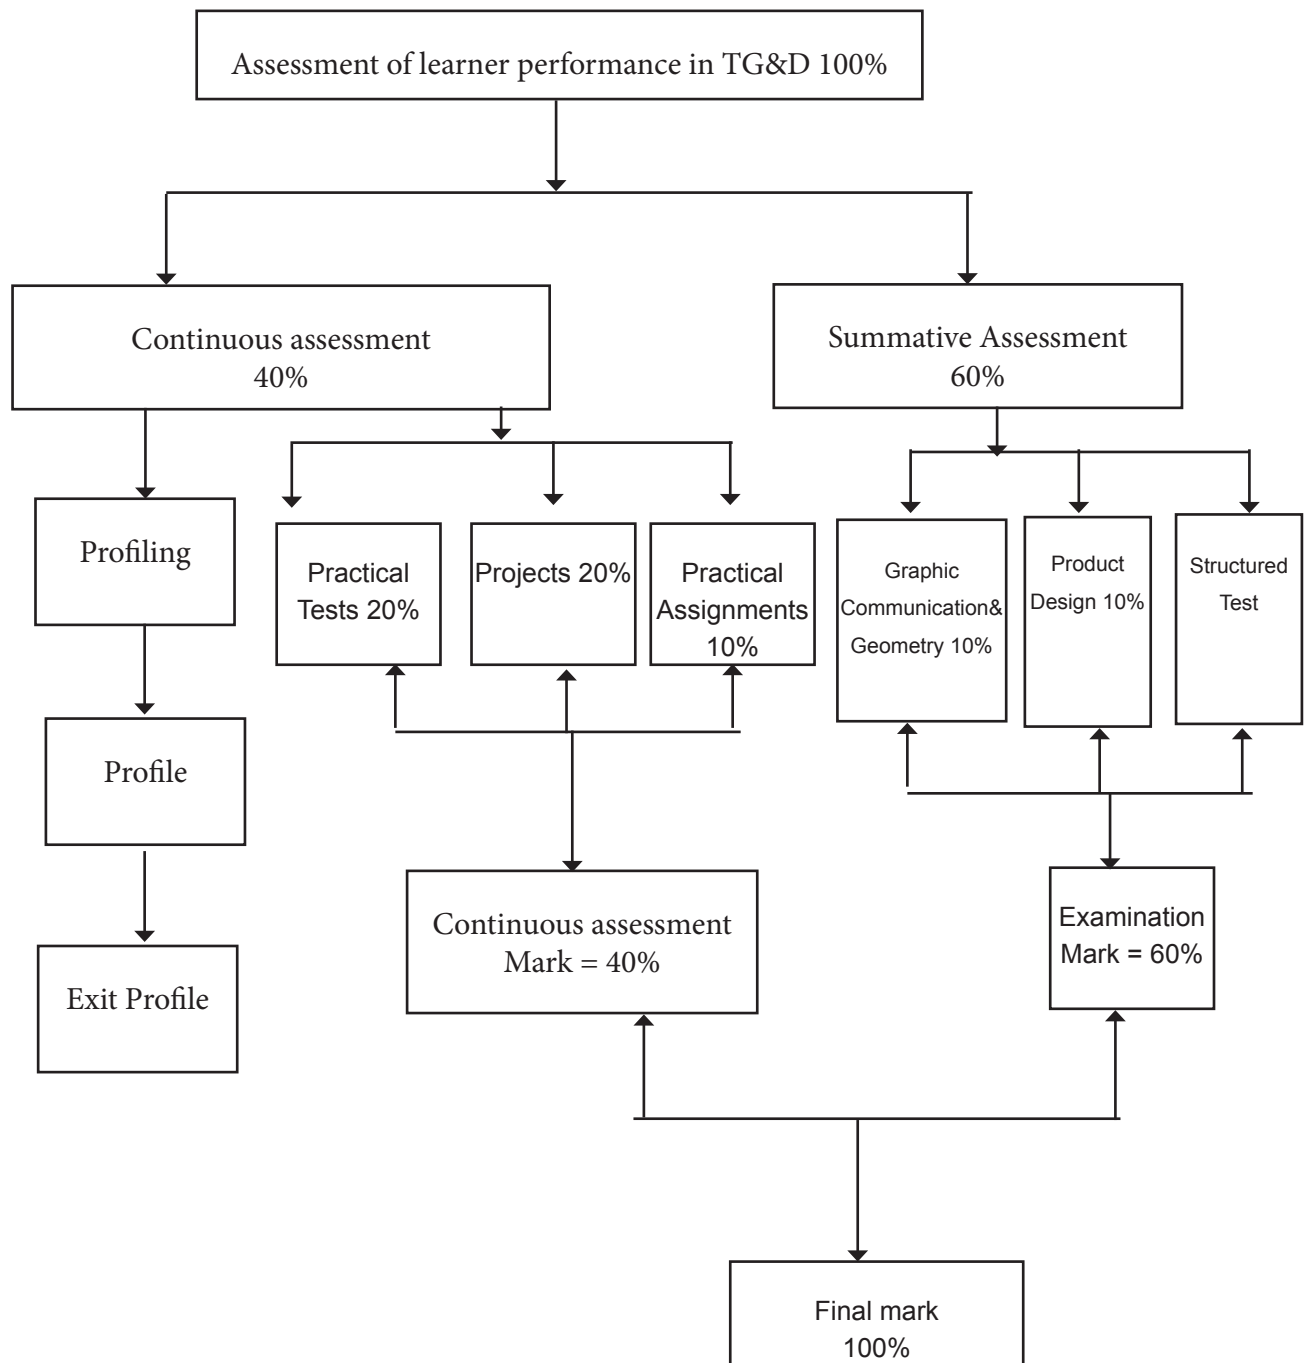 Assessment of learner performance in TG&D 100%
Continuous assessment
40%
Summative Assessment
60%
Profiling
Practical
Tests 20%
Projects 20%
Practical
Assignments
10%
Graphic
Communication&
Geometry 10%
Product
Design 10%
Structured
Test
Profile
Continuous assessment
Mark = 40%
Examination
Mark = 60%
Exit Profile
Final mark
100%